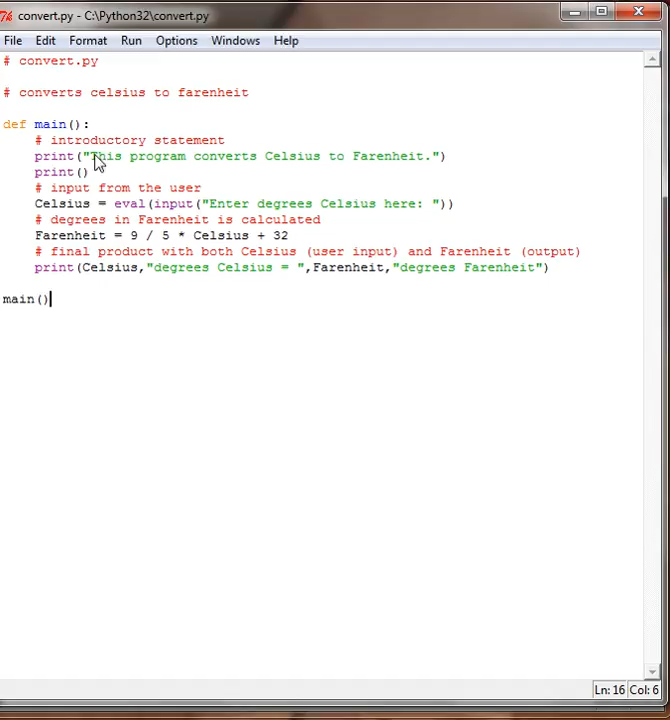 convert.py - C:\Python32\convert.py
File Edit Format Run Options Windows Help
# convert.py
# converts celsius to farenheit
def main():
    # introductory statement
    print("This program converts Celsius to Farenheit.")
    print()
    # input from the user
    Celsius = eval(input("Enter degrees Celsius here: "))
    # degrees in Farenheit is calculated
    Farenheit = 9 / 5 * Celsius + 32
    # final product with both Celsius (user input) and Farenheit (output)
    print(Celsius,"degrees Celsius = ",Farenheit,"degrees Farenheit")
main()
Ln: 16 Col: 6